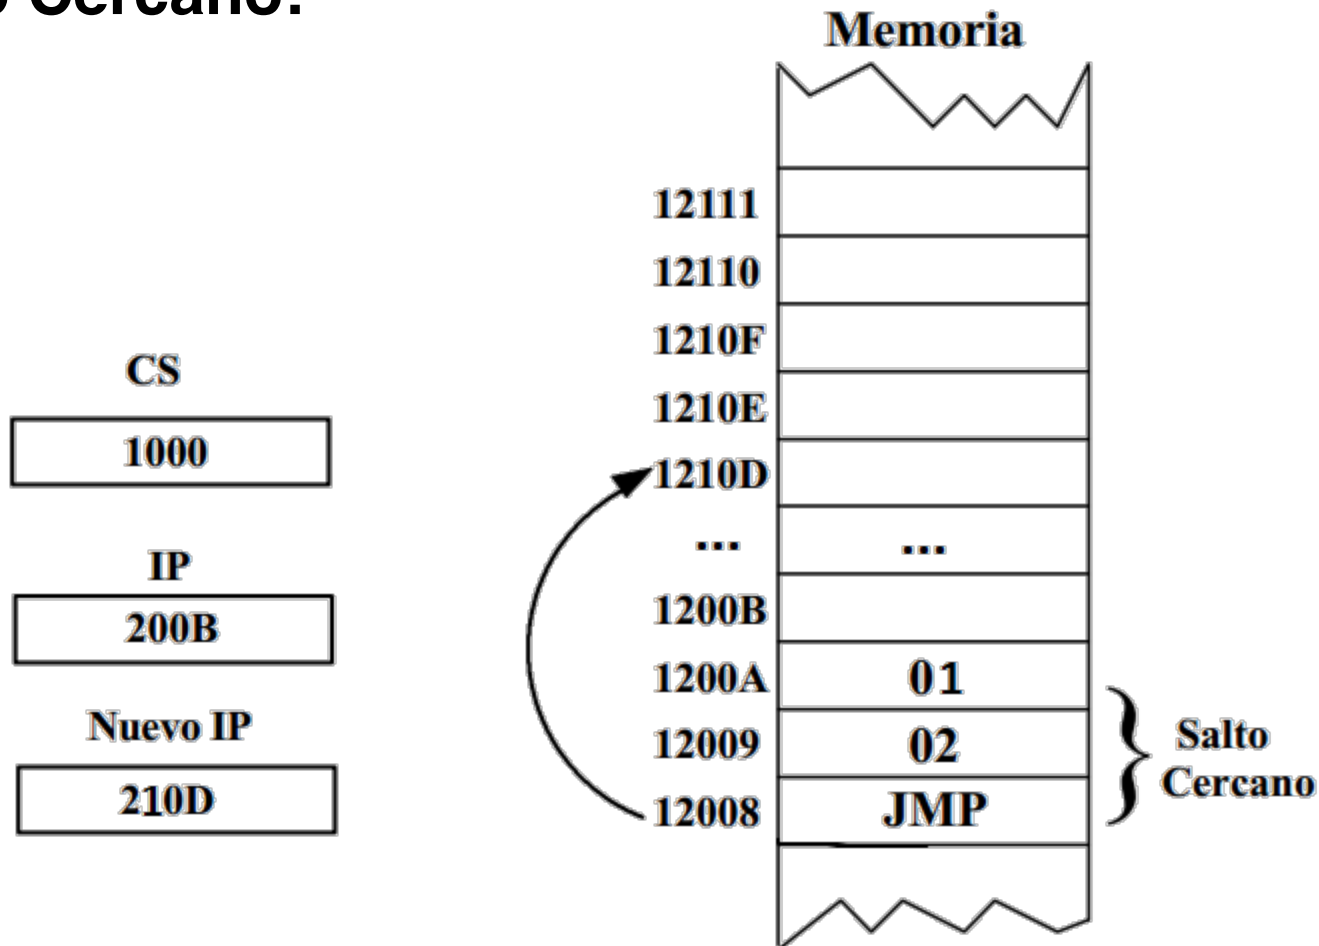 Cercano:
Memoria
12111
12110
1210F
CS
1210E
1000
1210D
... ...
IP
1200B
200B
1200A 01
Nuevo IP
12009 02
Salto
Cercano
210D
12008 JMP